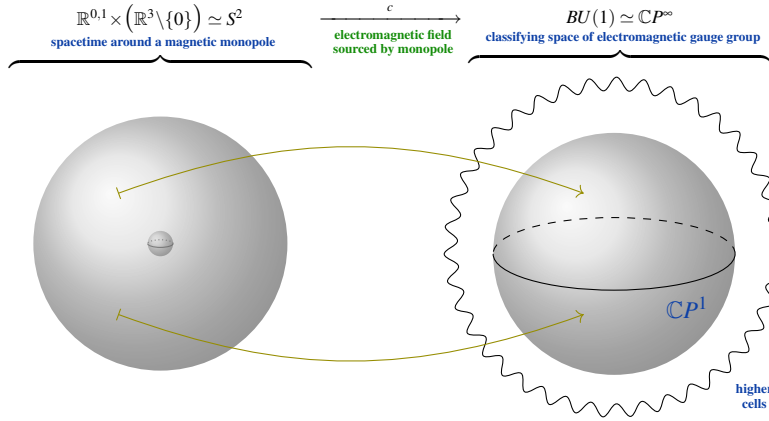 ℝ^{0,1} × (ℝ³\{0}) ≃ S²
c
BU(1) ≃ ℂP^∞
spacetime around a magnetic monopole
electromagnetic field
sourced by monopole
classifying space of electromagnetic gauge group
ℂP¹
higher
cells